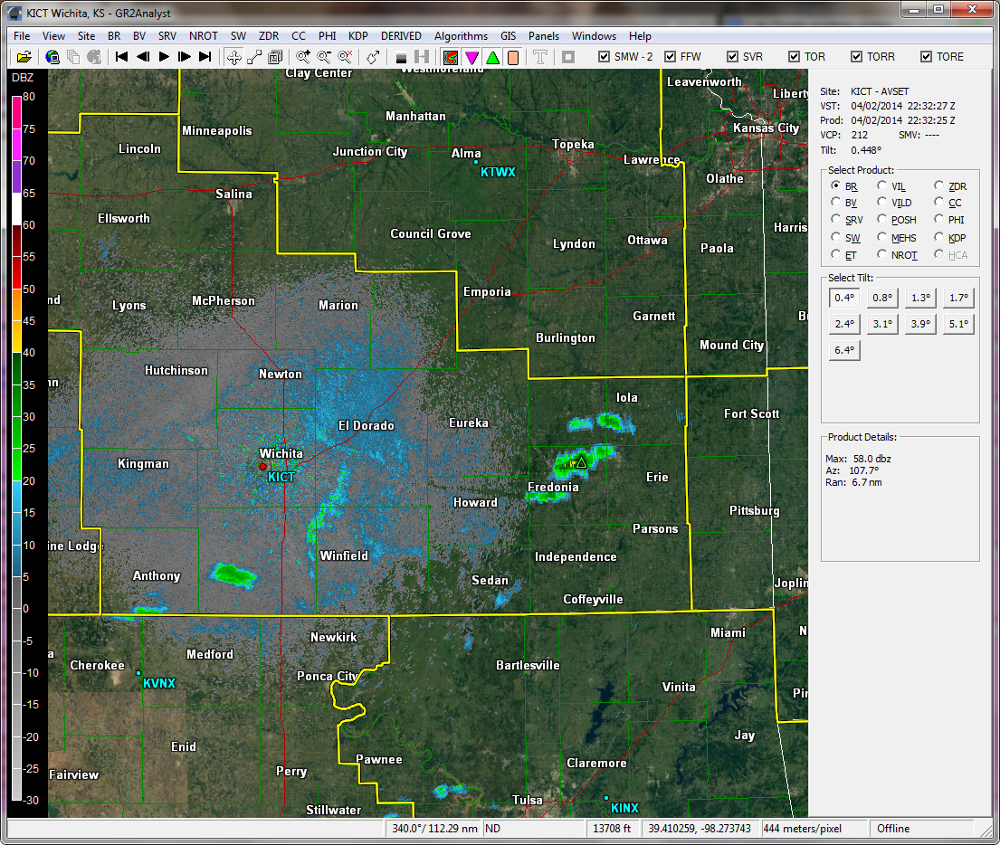 KICT Wichita, KS - GR2Analyst
File View Site BR BV SRV NROT SW ZDR CC PHI KDP DERIVED Algorithms GIS Panels Windows Help
SMW - 2 FFW SVR TOR TORR TORE
DBZ
80
75
70
65
60
55
50
45
40
35
30
25
20
15
10
5
0
-5
-10
-15
-20
-25
-30
Clay Center
Westmoreland
Leavenworth
Liberty
Manhattan
Minneapolis
Kansas City
Lincoln
Junction City
Alma
Topeka
KTWX
Lawrence
Olathe
Salina
Ellsworth
Council Grove
Harris
Lyndon
Ottawa
Paola
Lyons
McPherson
Marion
Emporia
nd
Garnett
B
Burlington
Mound City
Hutchinson
Newton
nn
Iola
El Dorado
Eureka
Fort Scott
Wichita
Kingman
KICT
Erie
Fredonia
Howard
Pittsburg
Parsons
ine Lodge
Winfield
Independence
Anthony
Sedan
Joplin
Coffeyville
Miami
N
Newkirk
a
Medford
Cherokee
Bartlesville
Ponca City
KVNX
Vinita
Pin
Jay
Enid
Pawnee
Claremore
Fairview
Perry
Tulsa
KINX
Stillwater
Site: KICT - AVSET
VST: 04/02/2014 22:32:27 Z
Prod: 04/02/2014 22:32:25 Z
VCP: 212 SMV: ----
Tilt: 0.448°
Select Product:
BR VIL ZDR
BV VILD CC
SRV POSH PHI
SW MEHS KDP
ET NROT HCA
Select Tilt:
0.4° 0.8° 1.3° 1.7°
2.4° 3.1° 3.9° 5.1°
6.4°
Product Details:
Max: 58.0 dbz
Az: 107.7°
Ran: 6.7 nm
340.0°/ 112.29 nm ND 13708 ft 39.410259, -98.273743 444 meters/pixel Offline